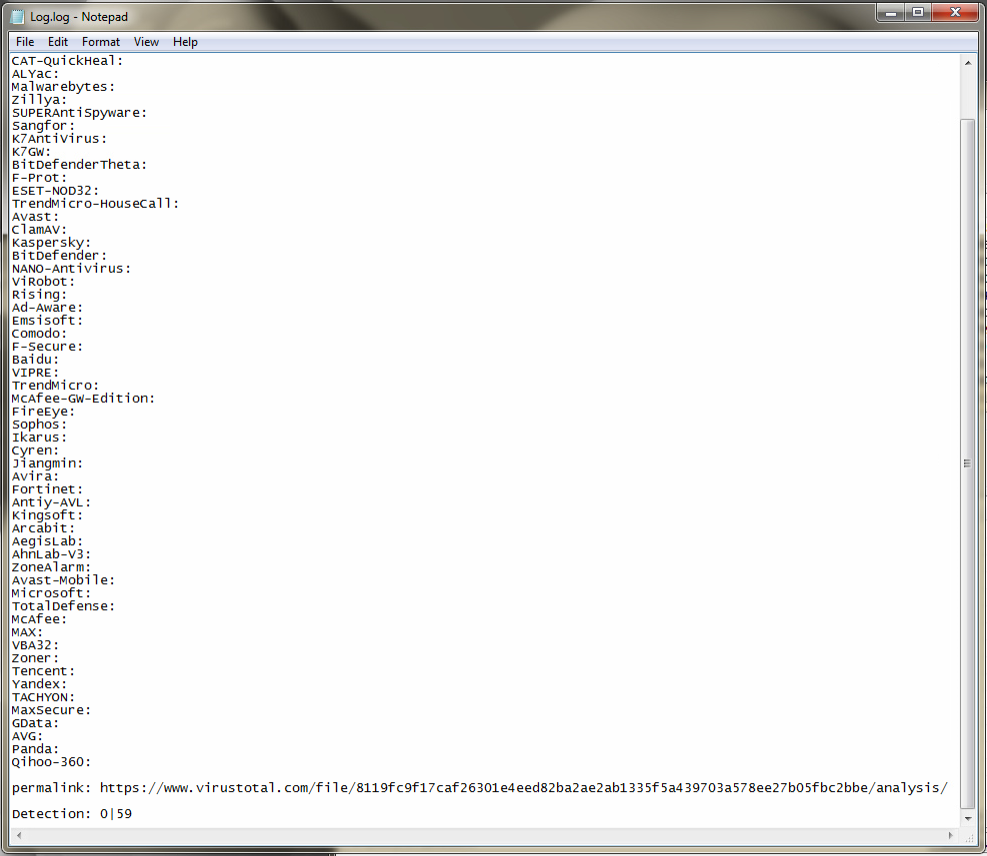 Log.log - Notepad
File Edit Format View Help
CAT-QuickHeal:
ALYac:
Malwarebytes:
Zillya:
SUPERAntiSpyware:
Sangfor:
K7AntiVirus:
K7GW:
BitDefenderTheta:
F-Prot:
ESET-NOD32:
TrendMicro-HouseCall:
Avast:
ClamAV:
Kaspersky:
BitDefender:
NANO-Antivirus:
ViRobot:
Rising:
Ad-Aware:
Emsisoft:
Comodo:
F-Secure:
Baidu:
VIPRE:
TrendMicro:
McAfee-GW-Edition:
FireEye:
Sophos:
Ikarus:
Cyren:
Jiangmin:
Avira:
Fortinet:
Antiy-AVL:
Kingsoft:
Arcabit:
AegisLab:
AhnLab-V3:
ZoneAlarm:
Avast-Mobile:
Microsoft:
TotalDefense:
McAfee:
MAX:
VBA32:
Zoner:
Tencent:
Yandex:
TACHYON:
MaxSecure:
GData:
AVG:
Panda:
Qihoo-360:
permalink: https://www.virustotal.com/file/8119fc9f17caf26301e4eed82ba2ae2ab1335f5a439703a578ee27b05fbc2bbe/analysis/
Detection: 0|59